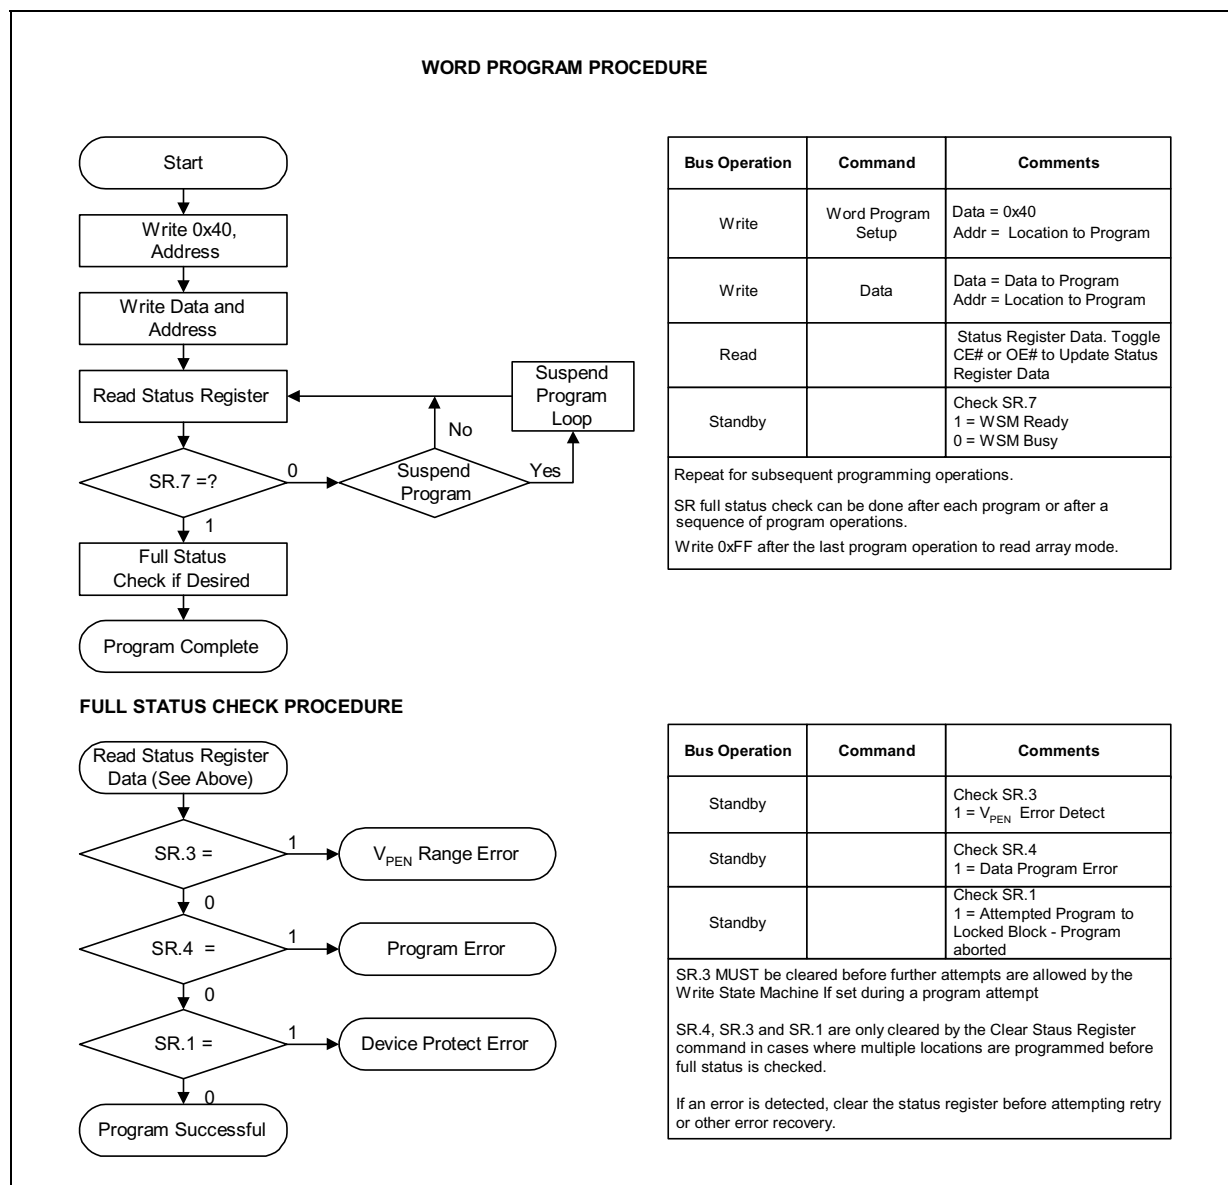 WORD PROGRAM PROCEDURE
Start
Write 0x40,
Address
Write Data and
Address
Read Status Register
Suspend
Program
Loop
No
SR.7 =?
0
Suspend
Program
Yes
1
Full Status
Check if Desired
Program Complete
Bus Operation Command Comments
Write Word Program Setup Data = 0x40
Addr = Location to Program
Write Data Data = Data to Program
Addr = Location to Program
Read Status Register Data. Toggle
CE# or OE# to Update Status
Register Data
Standby Check SR.7
1 = WSM Ready
0 = WSM Busy
Repeat for subsequent programming operations.
SR full status check can be done after each program or after a
sequence of program operations.
Write 0xFF after the last program operation to read array mode.
FULL STATUS CHECK PROCEDURE
Read Status Register
Data (See Above)
SR.3 =
1
VPEN Range Error
0
SR.4 =
1
Program Error
0
SR.1 =
1
Device Protect Error
0
Program Successful
Bus Operation Command Comments
Standby Check SR.3
1 = VPEN Error Detect
Standby Check SR.4
1 = Data Program Error
Standby Check SR.1
1 = Attempted Program to
Locked Block - Program
aborted
SR.3 MUST be cleared before further attempts are allowed by the
Write State Machine If set during a program attempt
SR.4, SR.3 and SR.1 are only cleared by the Clear Staus Register
command in cases where multiple locations are programmed before
full status is checked.
If an error is detected, clear the status register before attempting retry
or other error recovery.